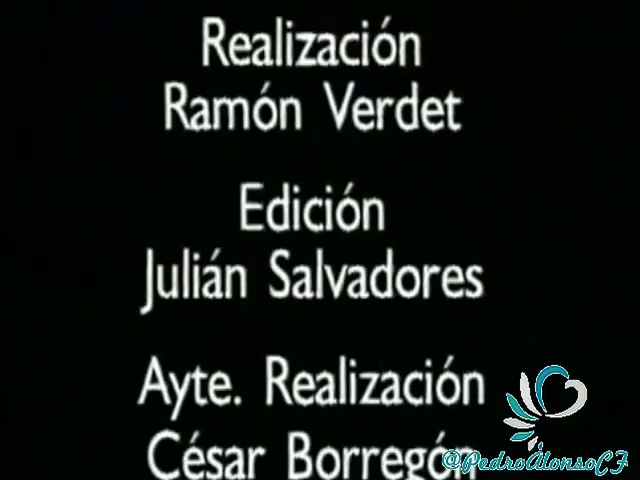 Realización
Ramón Verdet
Edición
Julián Salvadores
Ayte. Realización
César Borregón
@PedroAlonsoCF